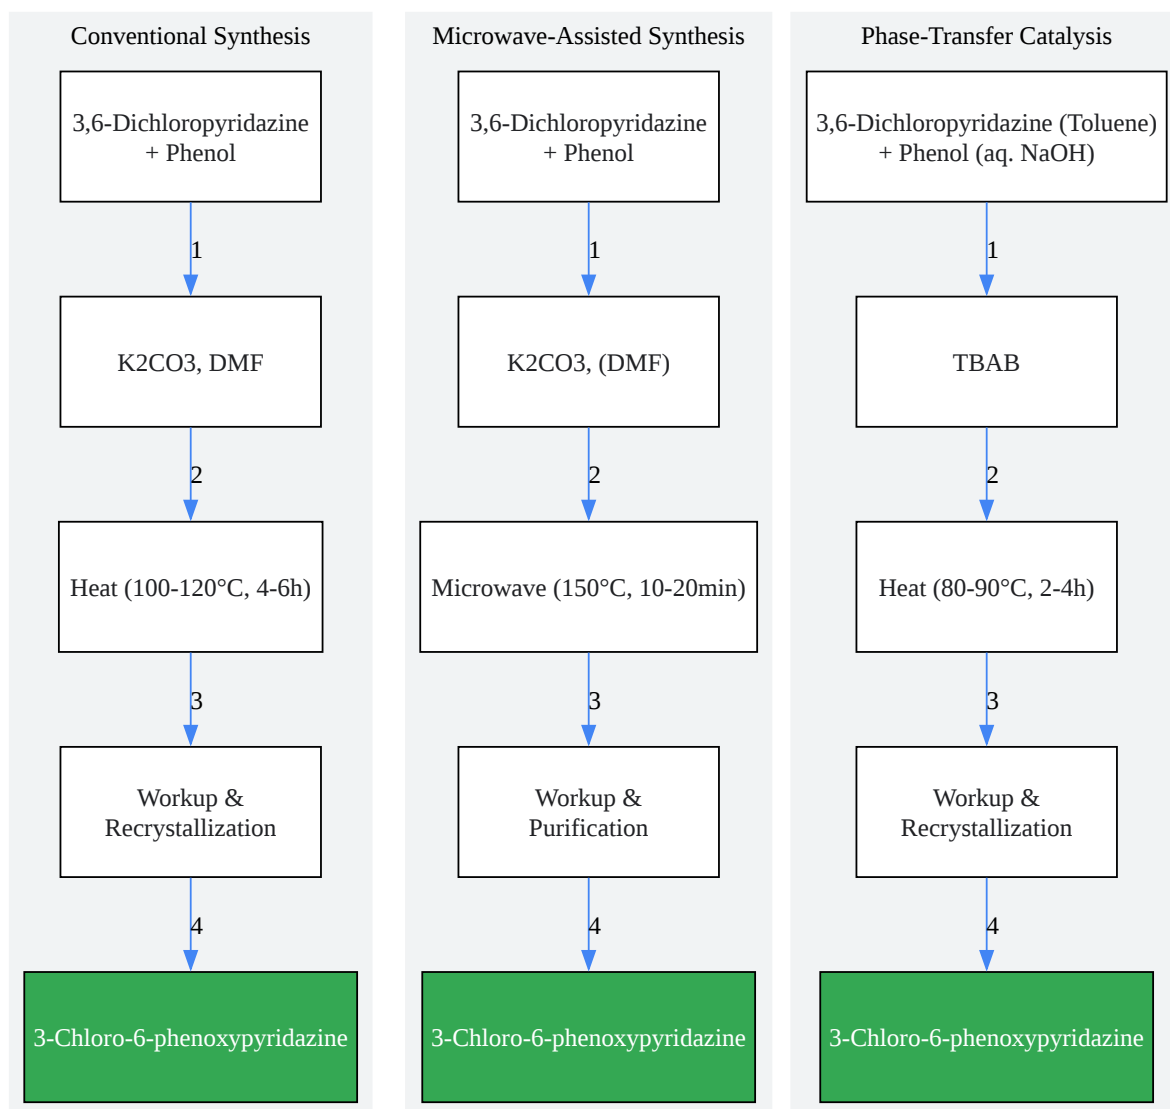 Conventional Synthesis
3,6-Dichloropyridazine
+ Phenol
1
K2CO3, DMF
2
Heat (100-120°C, 4-6h)
3
Workup &
Recrystallization
4
3-Chloro-6-phenoxypyridazine
Microwave-Assisted Synthesis
3,6-Dichloropyridazine
+ Phenol
1
K2CO3, (DMF)
2
Microwave (150°C, 10-20min)
3
Workup &
Purification
4
3-Chloro-6-phenoxypyridazine
Phase-Transfer Catalysis
3,6-Dichloropyridazine (Toluene)
+ Phenol (aq. NaOH)
1
TBAB
2
Heat (80-90°C, 2-4h)
3
Workup &
Recrystallization
4
3-Chloro-6-phenoxypyridazine